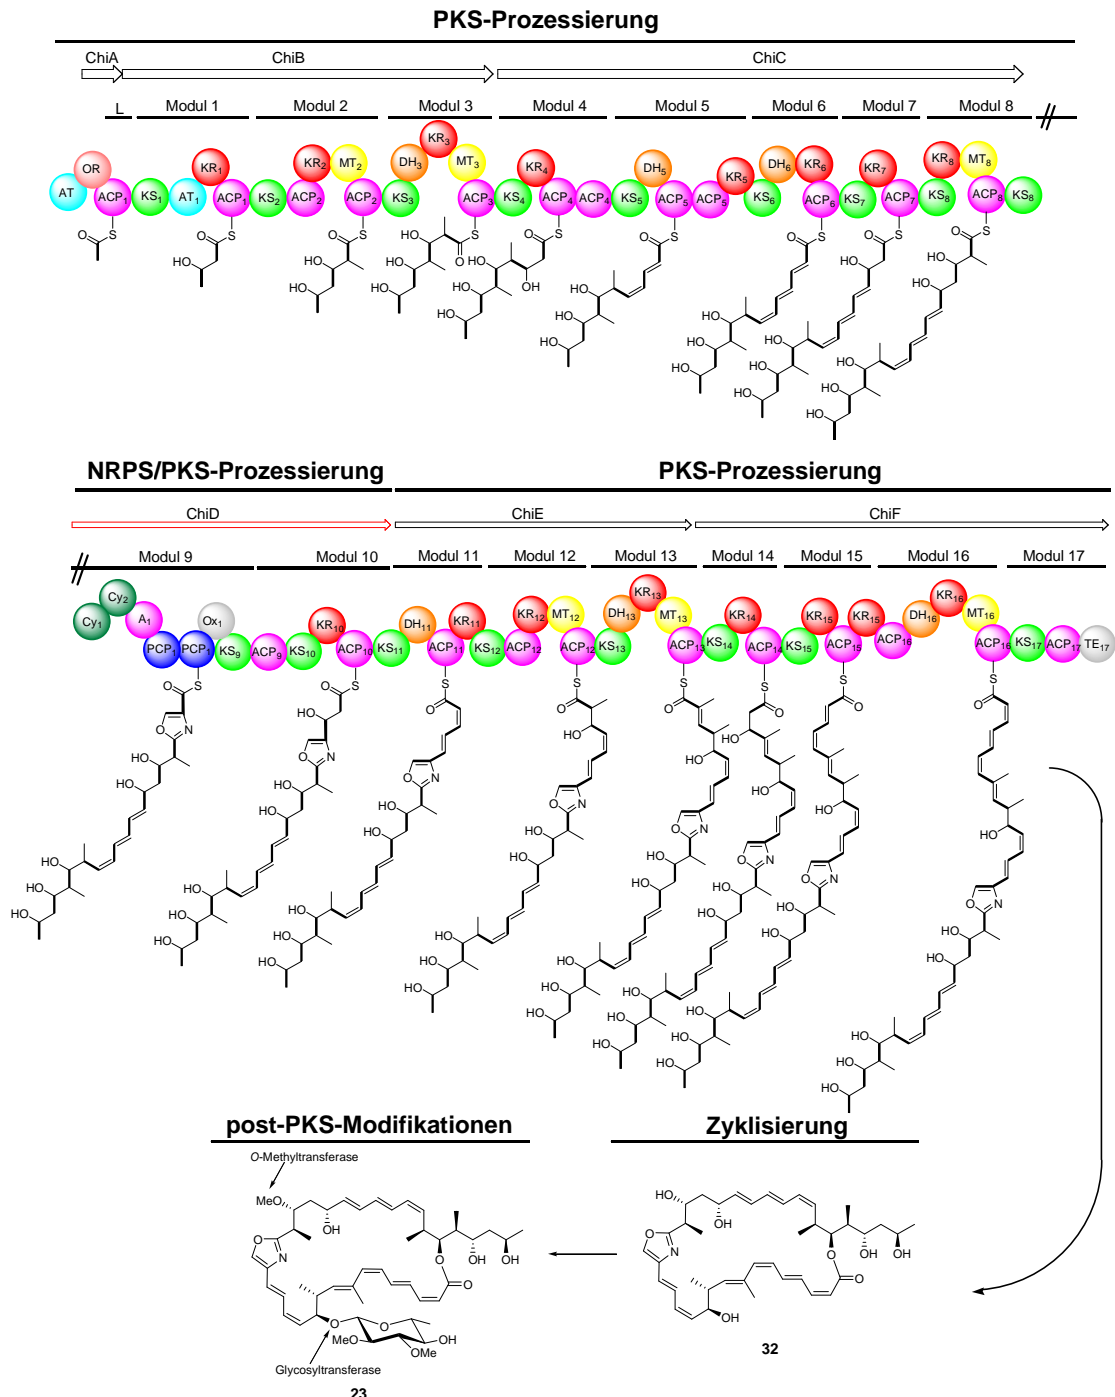 PKS-Prozessierung
ChiA ChiB ChiC
L Modul 1 Modul 2 Modul 3 Modul 4 Modul 5 Modul 6 Modul 7 Modul 8
AT OR ACP1 KS1 AT1 KR1 ACP1 KS2 ACP2 KR2 MT2 ACP2 KS3 DH3 KR3 MT3 ACP3 KS4 KR4 ACP4 ACP4 KS5 DH5 ACP5 ACP5 KR5 KS6 DH6 KR6 ACP6 KS7 KR7 ACP7 KS8 KR8 MT8 ACP8 KS8
NRPS/PKS-Prozessierung PKS-Prozessierung
ChiD ChiE ChiF
Modul 9 Modul 10 Modul 11 Modul 12 Modul 13 Modul 14 Modul 15 Modul 16 Modul 17
Cy1 Cy2 A1 PCP1 PCP1 Ox1 KS9 ACP9 KS10 KR10 ACP10 KS11 DH11 ACP11 KR11 KS12 ACP12 KR12 MT12 ACP12 KS13 DH13 KR13 MT13 ACP13 KS14 KR14 ACP14 KS15 KR15 ACP15 KR15 ACP16 DH16 KR16 MT16 ACP16 KS17 ACP17 TE17
post-PKS-Modifikationen Zyklisierung
O-Methyltransferase
Glycosyltransferase
32
23